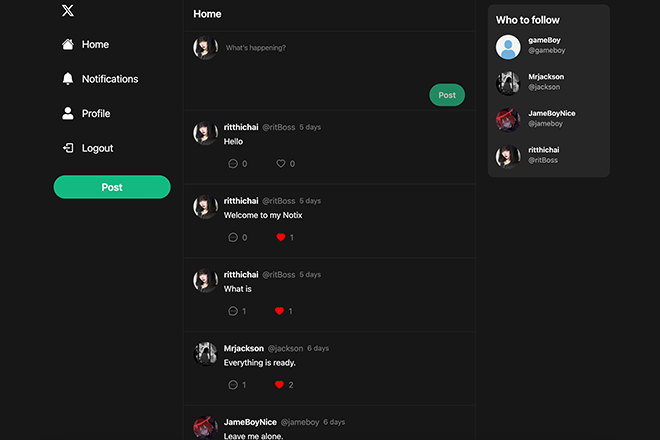 Home
Notifications
Profile
Logout
Post
Home
What's happening?
Post
ritthichai @ritBoss 5 days
Hello
0 0
ritthichai @ritBoss 5 days
Welcome to my Notix
0 1
ritthichai @ritBoss 5 days
What is
1 1
Mrjackson @jackson 6 days
Everything is ready.
1 2
JameBoyNice @jameboy 6 days
Leave me alone.
Who to follow
gameBoy
@gameboy
Mrjackson
@jackson
JameBoyNice
@jameboy
ritthichai
@ritBoss